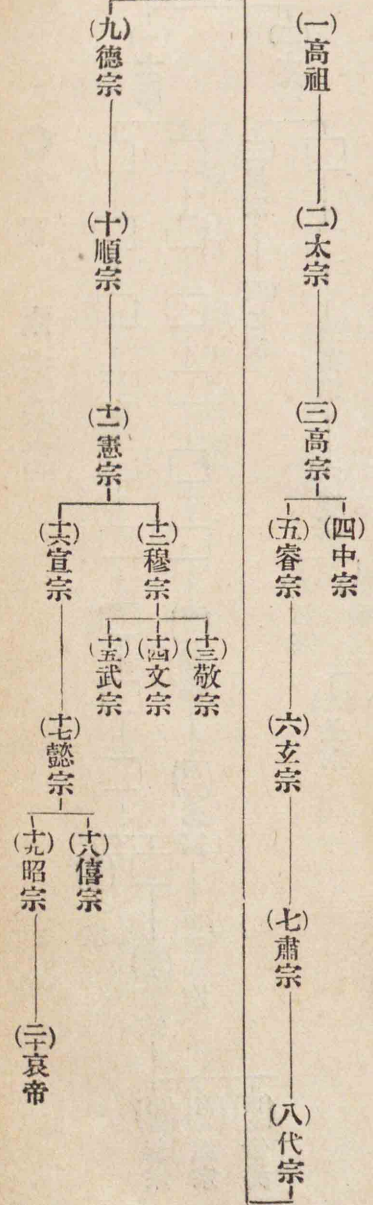 (一)高祖
(二)太宗
(三)高宗
(四)中宗
(五)睿宗
(六)玄宗
(七)肅宗
(八)代宗
(九)德宗
(十)順宗
(十一)憲宗
(十二)穆宗
(十三)敬宗
(十四)文宗
(十五)武宗
(十六)宣宗
(十七)懿宗
(十八)僖宗
(十九)昭宗
(二十)哀帝